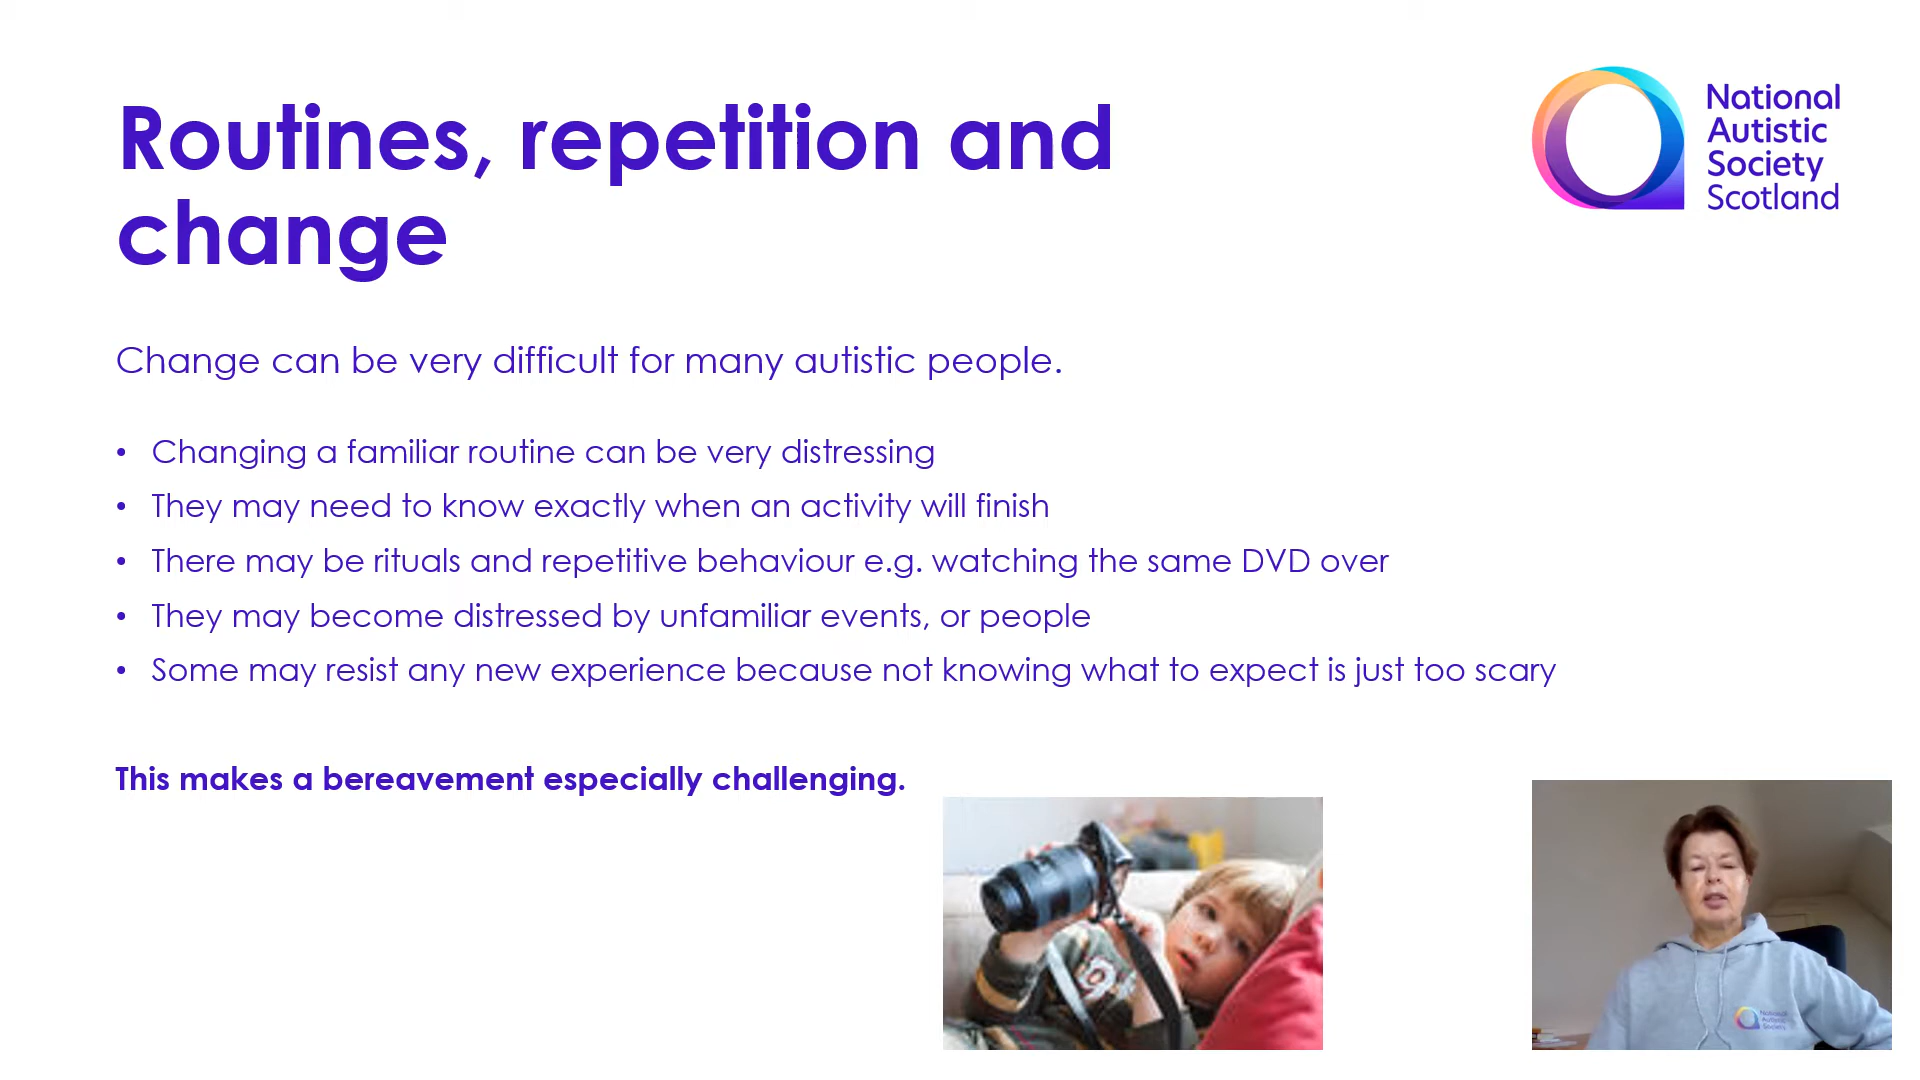 Routines, repetition and
change
National
Autistic
Society
Scotland
Change can be very difficult for many autistic people.
• Changing a familiar routine can be very distressing
• They may need to know exactly when an activity will finish
• There may be rituals and repetitive behaviour e.g. watching the same DVD over
• They may become distressed by unfamiliar events, or people
• Some may resist any new experience because not knowing what to expect is just too scary
This makes a bereavement especially challenging.
National
Autistic
Society